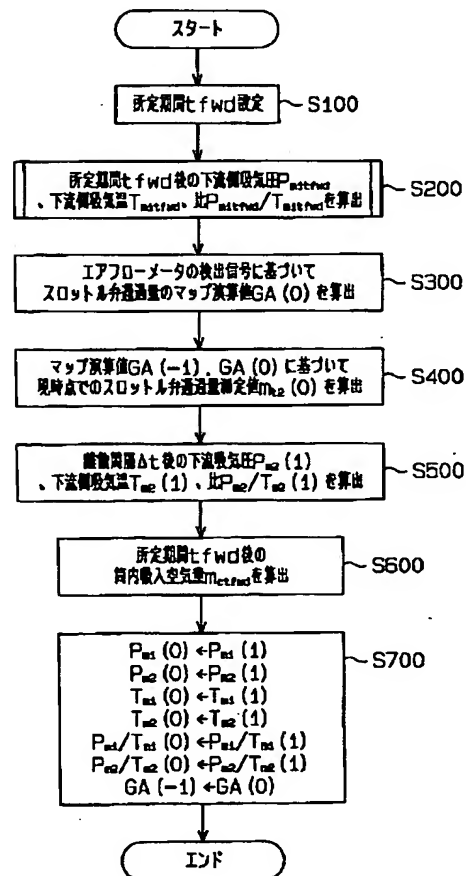 スタート
所定期間tfwd設定
S100
所定期間tfwd後の下流側吸気圧Pm1tfwd
、下流側吸気温Tm1tfwd、比Pm1tfwd/Tm1tfwdを算出
S200
エアフローメータの検出信号に基づいて
スロットル弁通過量のマップ演算値GA(0)を算出
S300
マップ演算値GA(-1).GA(0)に基づいて
現時点でのスロットル弁通過量測定値mt2(0)を算出
S400
離散間隔Δt後の下流吸気圧Pm2(1)
、下流側吸気温Tm2(1)、比Pm2/Tm2(1)を算出
S500
所定期間tfwd後の
筒内吸入空気量mctfwdを算出
S600
Pm1(0)←Pm1(1)
Pm2(0)←Pm2(1)
Tm1(0)←Tm1(1)
Tm2(0)←Tm2(1)
Pm1/Tm1(0)←Pm1/Tm1(1)
Pm2/Tm2(0)←Pm2/Tm2(1)
GA(-1)←GA(0)
S700
エンド